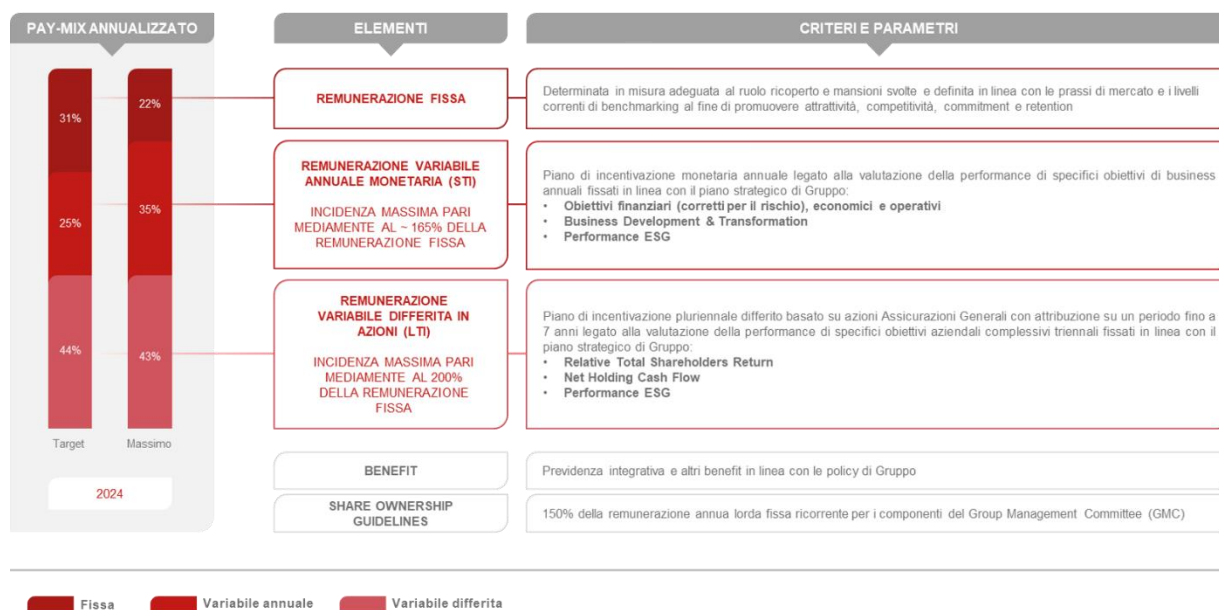 PAY-MIX ANNUALIZZATO
ELEMENTI
CRITERI E PARAMETRI
31%
25%
44%
Target
22%
35%
43%
Massimo
2024
REMUNERAZIONE FISSA
Determinata in misura adeguata al ruolo ricoperto e mansioni svolte e definita in linea con le prassi di mercato e i livelli
correnti di benchmarking al fine di promuovere attrattività, competitività, commitment e retention
REMUNERAZIONE VARIABILE
ANNUALE MONETARIA (STI)
INCIDENZA MASSIMA PARI
MEDIAMENTE AL ~ 165% DELLA
REMUNERAZIONE FISSA
Piano di incentivazione monetaria annuale legato alla valutazione della performance di specifici obiettivi di business
annuali fissati in linea con il piano strategico di Gruppo:
• Obiettivi finanziari (corretti per il rischio), economici e operativi
• Business Development & Transformation
• Performance ESG
REMUNERAZIONE
VARIABILE DIFFERITA IN
AZIONI (LTI)
INCIDENZA MASSIMA PARI
MEDIAMENTE AL 200%
DELLA REMUNERAZIONE
FISSA
Piano di incentivazione pluriennale differito basato su azioni Assicurazioni Generali con attribuzione su un periodo fino a
7 anni legato alla valutazione della performance di specifici obiettivi aziendali complessivi triennali fissati in linea con il
piano strategico di Gruppo:
• Relative Total Shareholders Return
• Net Holding Cash Flow
• Performance ESG
BENEFIT
Previdenza integrativa e altri benefit in linea con le policy di Gruppo
SHARE OWNERSHIP
GUIDELINES
150% della remunerazione annua lorda fissa ricorrente per i componenti del Group Management Committee (GMC)
Fissa
Variabile annuale
Variabile differita